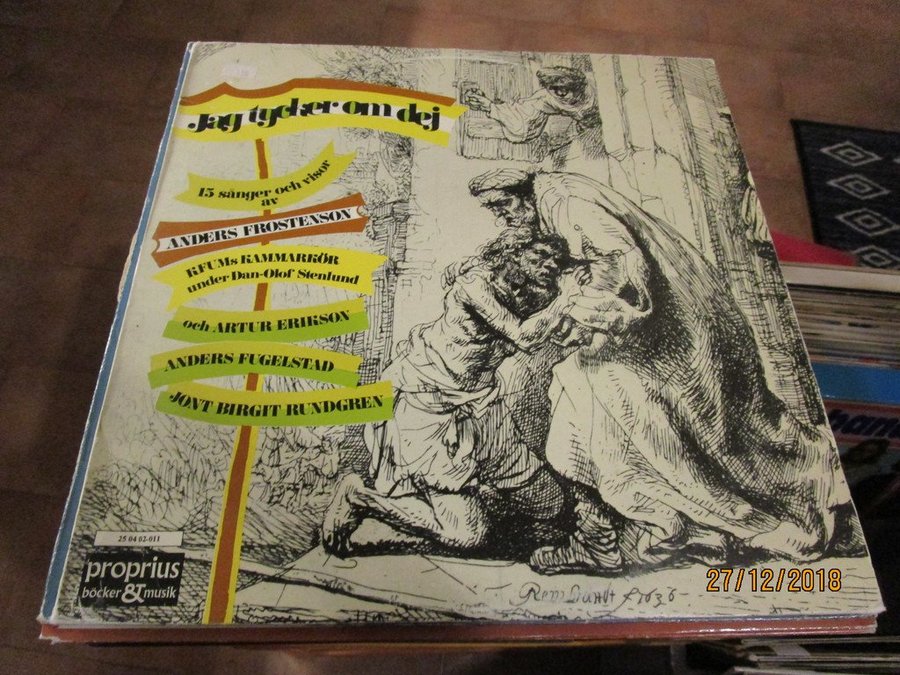 Jag tycker om dej
15 sånger och visor
av
ANDERS FROSTENSON
KFUMs KAMMARKÖR
under Dan-Olof Stenlund
och ARTUR ERIKSON
ANDERS FUGELSTAD
JONT BIRGIT RUNDGREN
25 04 02-011
proprius
böcker & musik
Rembrandt f 1636
27/12/2018